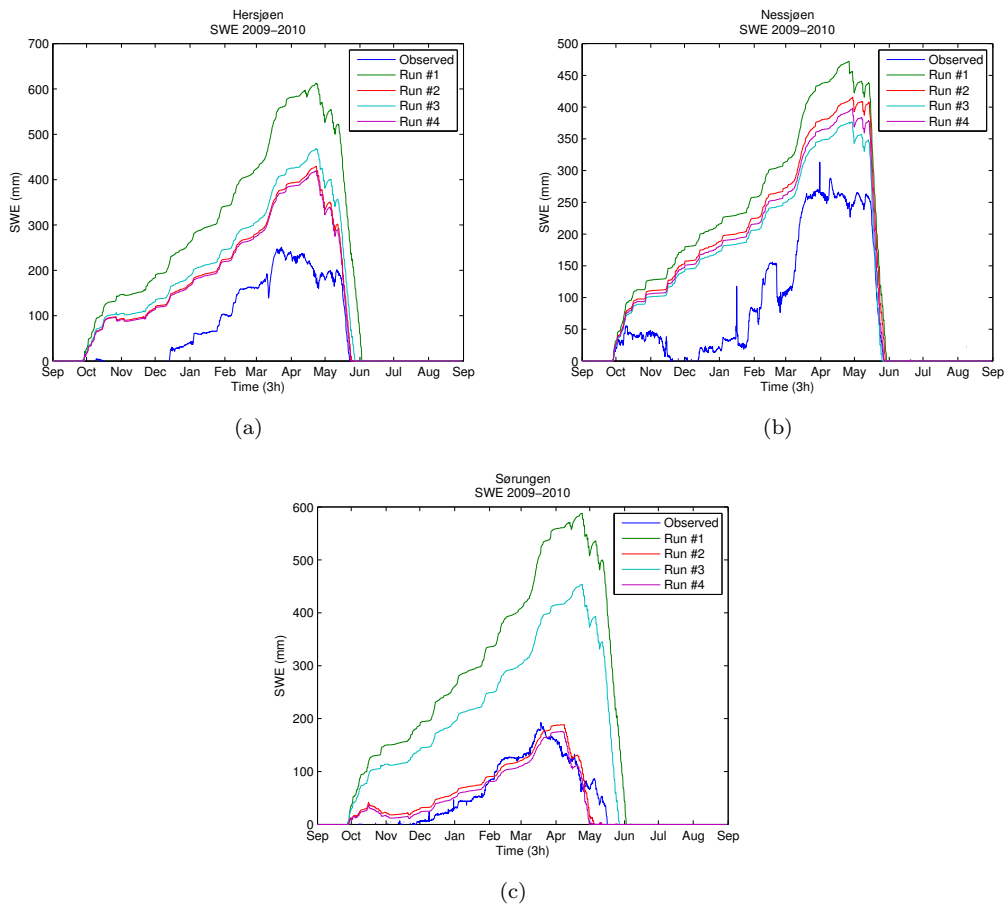 Hersjøen
SWE 2009−2010
700
600
500
400
300
200
100
0
SWE (mm)
Sep Oct Nov Dec Jan Feb Mar Apr May Jun Jul Aug Sep
Time (3h)
Observed
Run #1
Run #2
Run #3
Run #4
(a)
Nessjøen
SWE 2009−2010
500
450
400
350
300
250
200
150
100
50
0
SWE (mm)
Sep Oct Nov Dec Jan Feb Mar Apr May Jun Jul Aug Sep
Time (3h)
Observed
Run #1
Run #2
Run #3
Run #4
(b)
Sørungen
SWE 2009−2010
600
500
400
300
200
100
0
SWE (mm)
Sep Oct Nov Dec Jan Feb Mar Apr May Jun Jul Aug Sep
Time (3h)
Observed
Run #1
Run #2
Run #3
Run #4
(c)